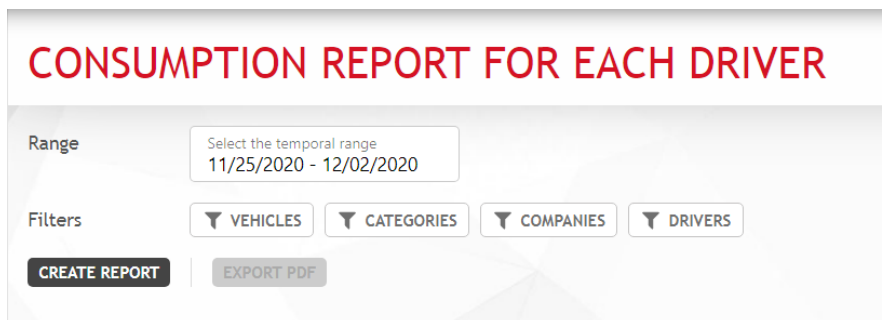 CONSUMPTION REPORT FOR EACH DRIVER
Range
Select the temporal range
11/25/2020 - 12/02/2020
Filters
VEHICLES
CATEGORIES
COMPANIES
DRIVERS
CREATE REPORT
EXPORT PDF